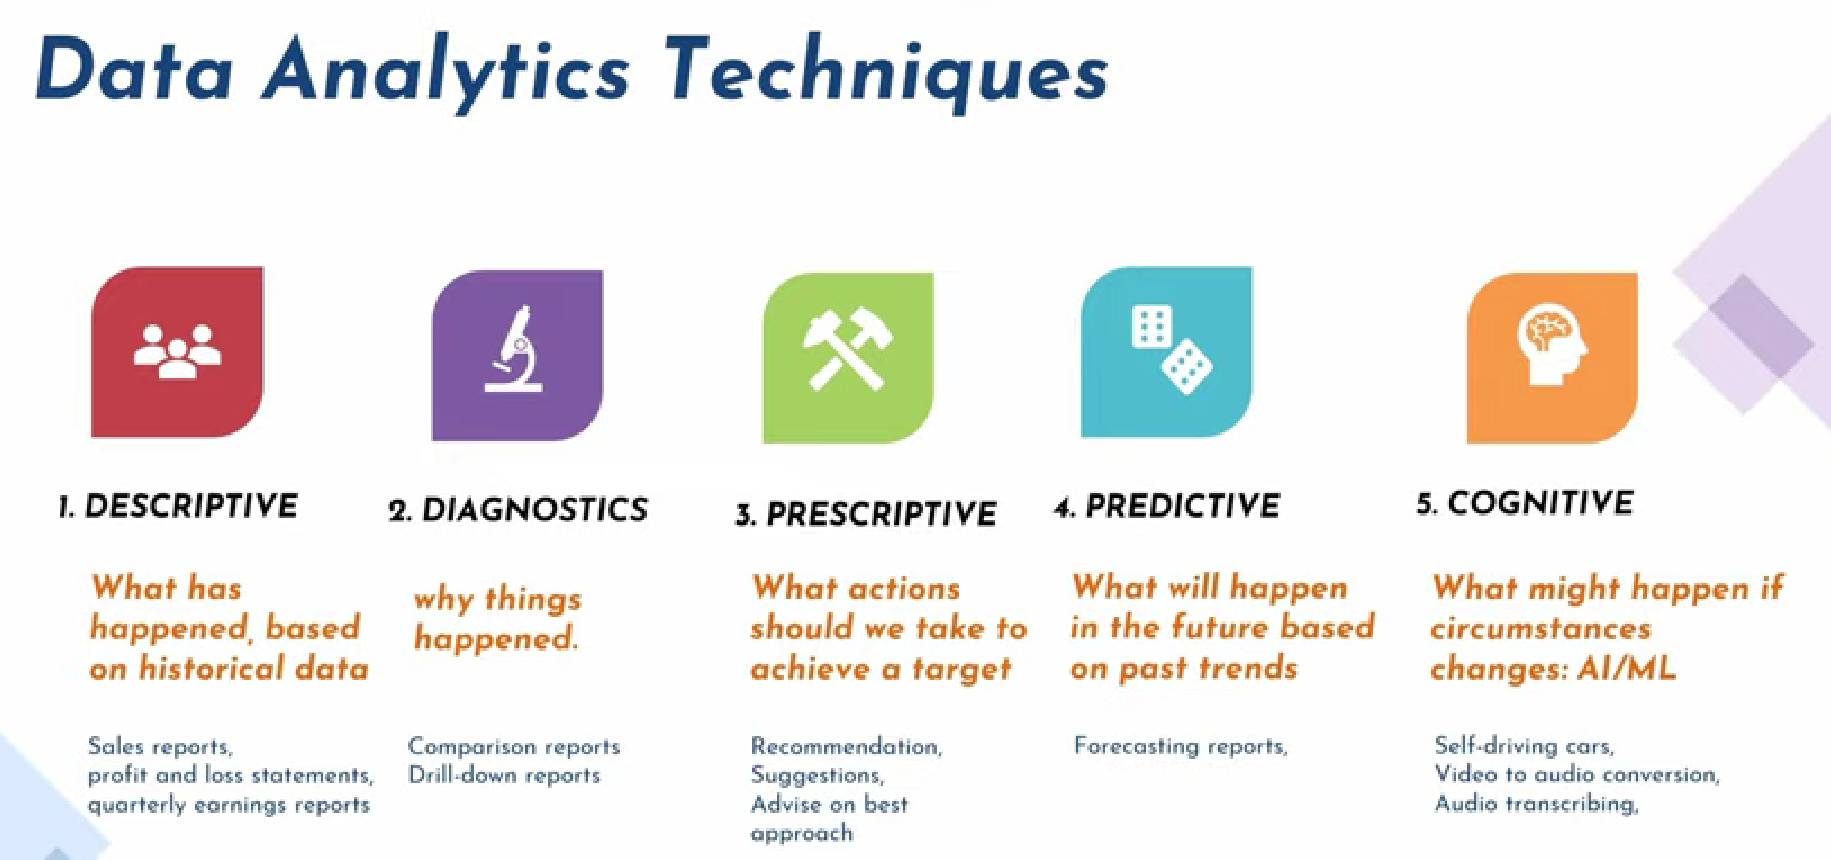 Data Analytics Techniques
1. DESCRIPTIVE
What has
happened, based
on historical data
Sales reports,
profit and loss statements,
quarterly earnings reports
2. DIAGNOSTICS
why things
happened.
Comparison reports
Drill-down reports
3. PRESCRIPTIVE
What actions
should we take to
achieve a target
Recommendation,
Suggestions,
Advise on best
approach
4. PREDICTIVE
What will happen
in the future based
on past trends
Forecasting reports,
5. COGNITIVE
What might happen if
circumstances
changes: AI/ML
Self-driving cars,
Video to audio conversion,
Audio transcribing,